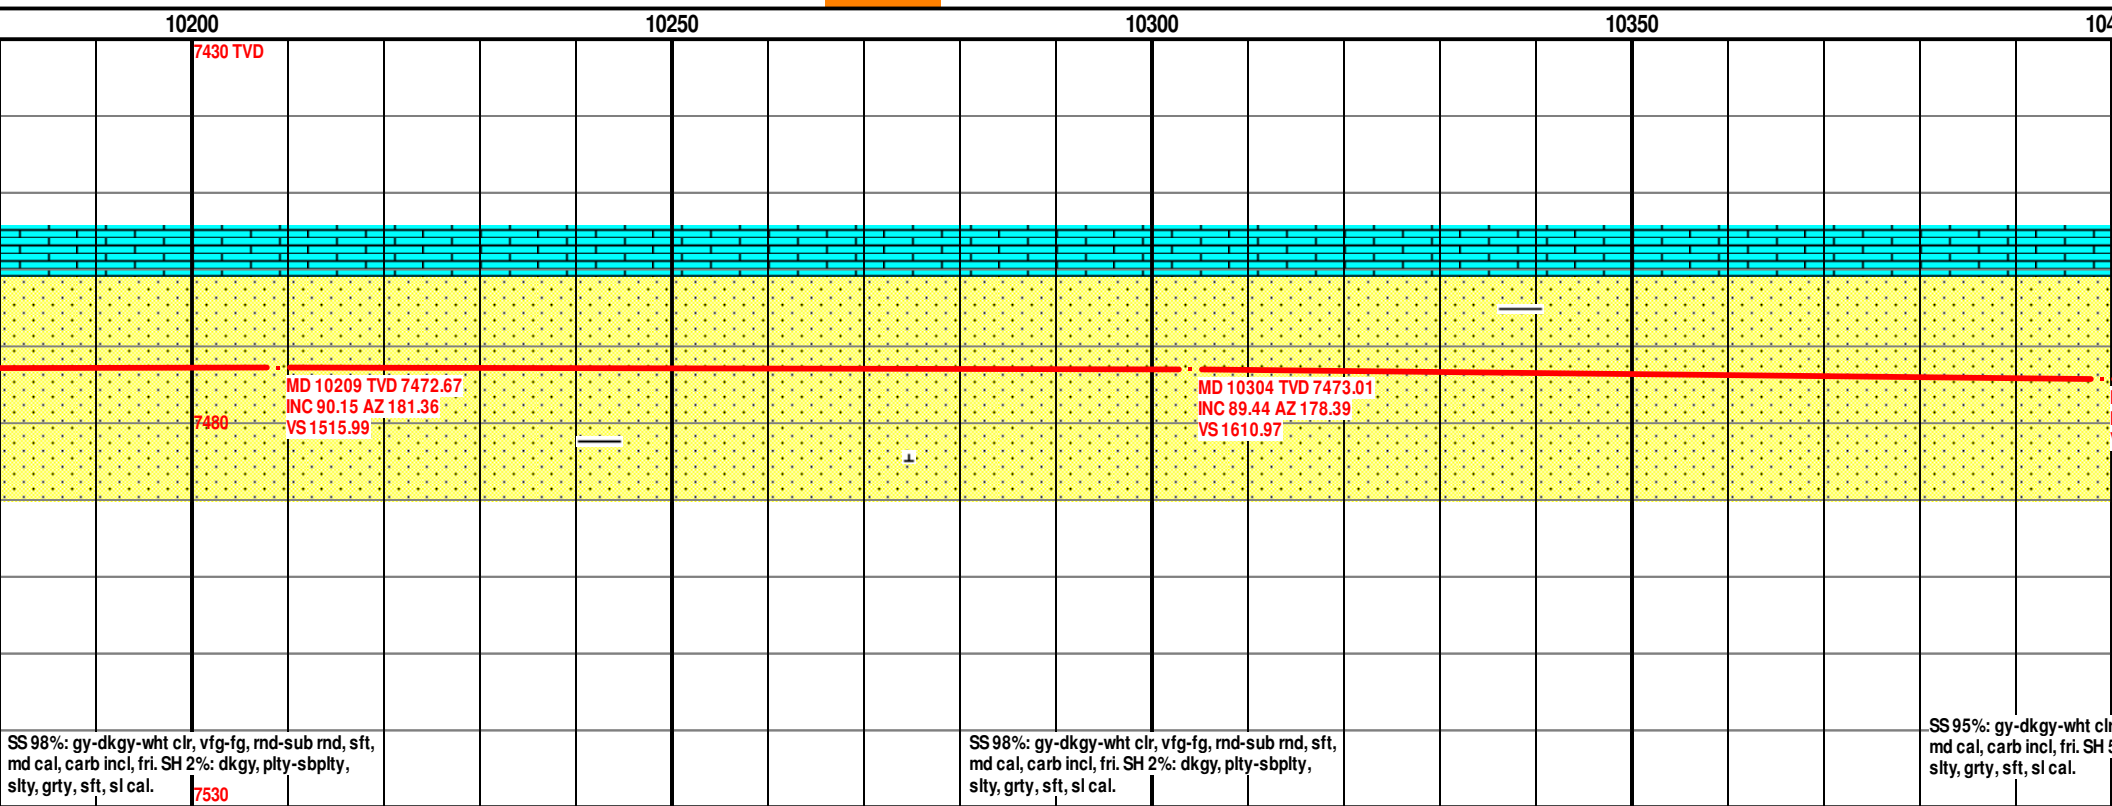 10200 10250 10300 10350 104
7430 TVD
MD 10209 TVD 7472.67
INC 90.15 AZ 181.36
VS 1515.99
7480
MD 10304 TVD 7473.01
INC 89.44 AZ 178.39
VS 1610.97
SS 98%: gy-dkgy-wht clr, vfg-fg, rnd-sub rnd, sft,
md cal, carb incl, fri. SH 2%: dkgy, plty-sbplty,
slty, grty, sft, sl cal.
7530
SS 98%: gy-dkgy-wht clr, vfg-fg, rnd-sub rnd, sft,
md cal, carb incl, fri. SH 2%: dkgy, plty-sbplty,
slty, grty, sft, sl cal.
SS 95%: gy-dkgy-wht clr
md cal, carb incl, fri. SH 5
slty, grty, sft, sl cal.